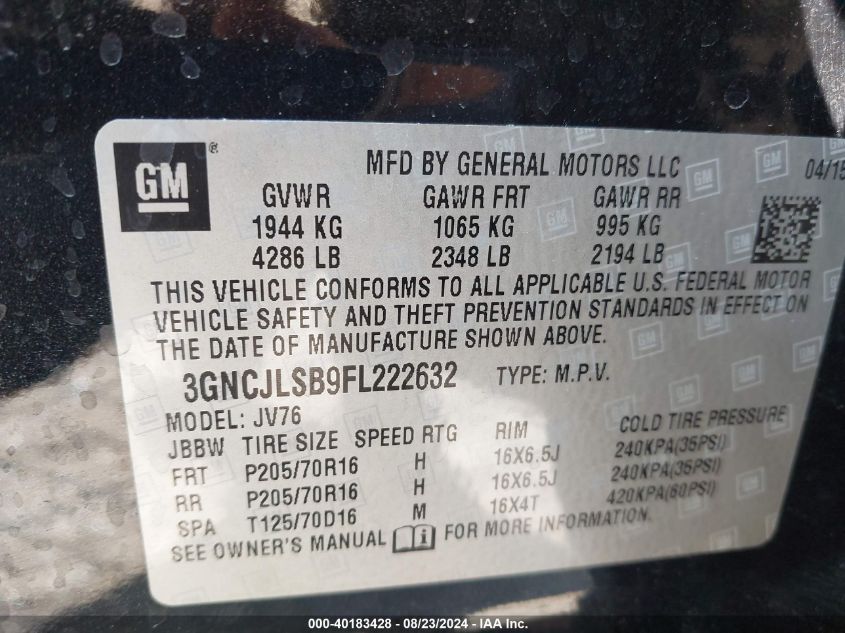 GM ®
MFD BY GENERAL MOTORS LLC 04/15
GVWR GAWR FRT GAWR RR
1944 KG 1065 KG 995 KG
4286 LB 2348 LB 2194 LB
THIS VEHICLE CONFORMS TO ALL APPLICABLE U.S. FEDERAL MOTOR
VEHICLE SAFETY AND THEFT PREVENTION STANDARDS IN EFFECT ON
THE DATE OF MANUFACTURE SHOWN ABOVE.
3GNCJLSB9FL222632 TYPE: M.P.V.
MODEL: JV76
JBBW TIRE SIZE SPEED RTG RIM COLD TIRE PRESSURE
FRT P205/70R16 H 16X6.5J 240KPA(35PSI)
RR P205/70R16 H 16X6.5J 240KPA(35PSI)
SPA T125/70D16 M 16X4T 420KPA(60PSI)
SEE OWNER'S MANUAL i FOR MORE INFORMATION.
000-40183428 - 08/23/2024 - IAA Inc.